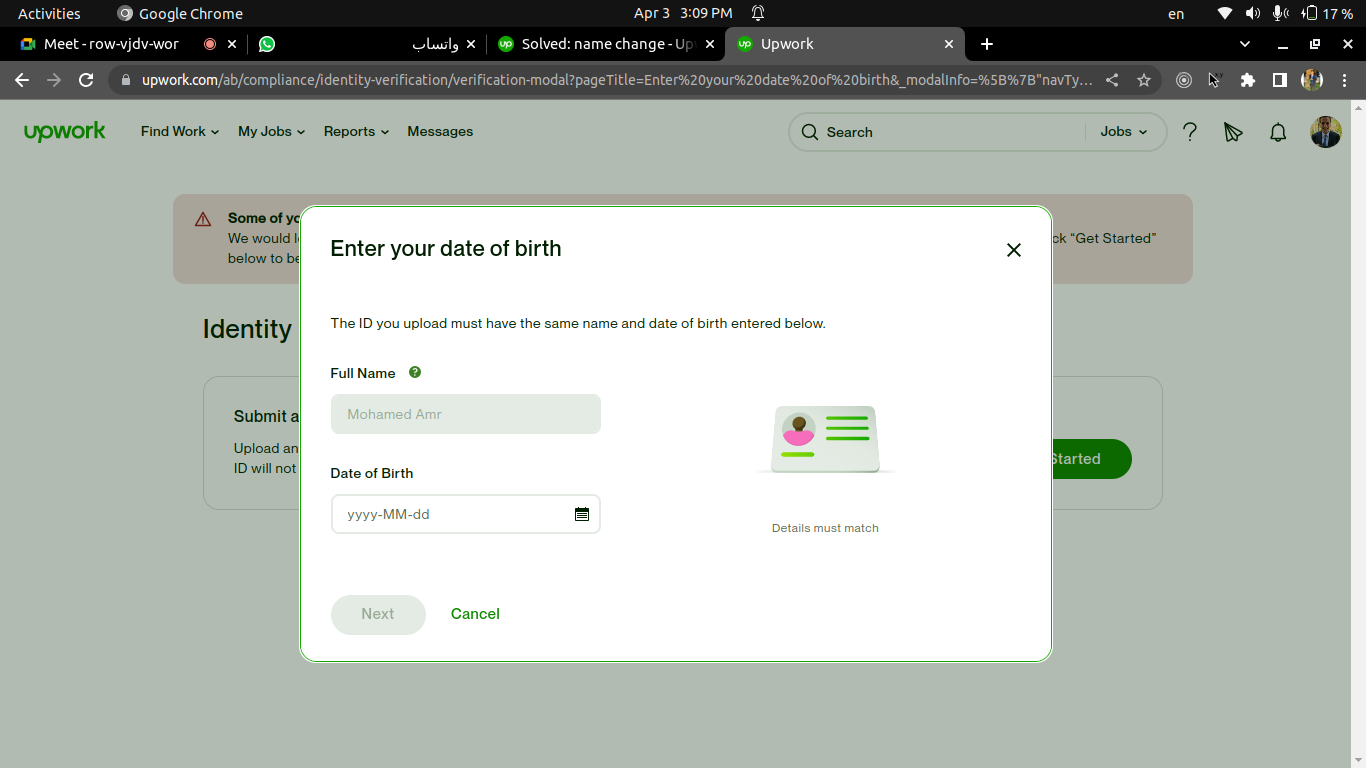 Activities
Google Chrome
Apr 3 3:09 PM
en
17 %
Meet - row-vjdv-wor
واتساب
Solved: name change - Up
Upwork
upwork.com/ab/compliance/identity-verification/verification-modal?pageTitle=Enter%20your%20date%20of%20birth&_modalInfo=%5B%7B"navTy...
upwork
Find Work
My Jobs
Reports
Messages
Search
Jobs
Some of yo
We would l
ck “Get Started”
below to be
Enter your date of birth
Identity
The ID you upload must have the same name and date of birth entered below.
Full Name
Mohamed Amr
Submit a
Upload an
ID will not
Started
Date of Birth
yyyy-MM-dd
Details must match
Next
Cancel